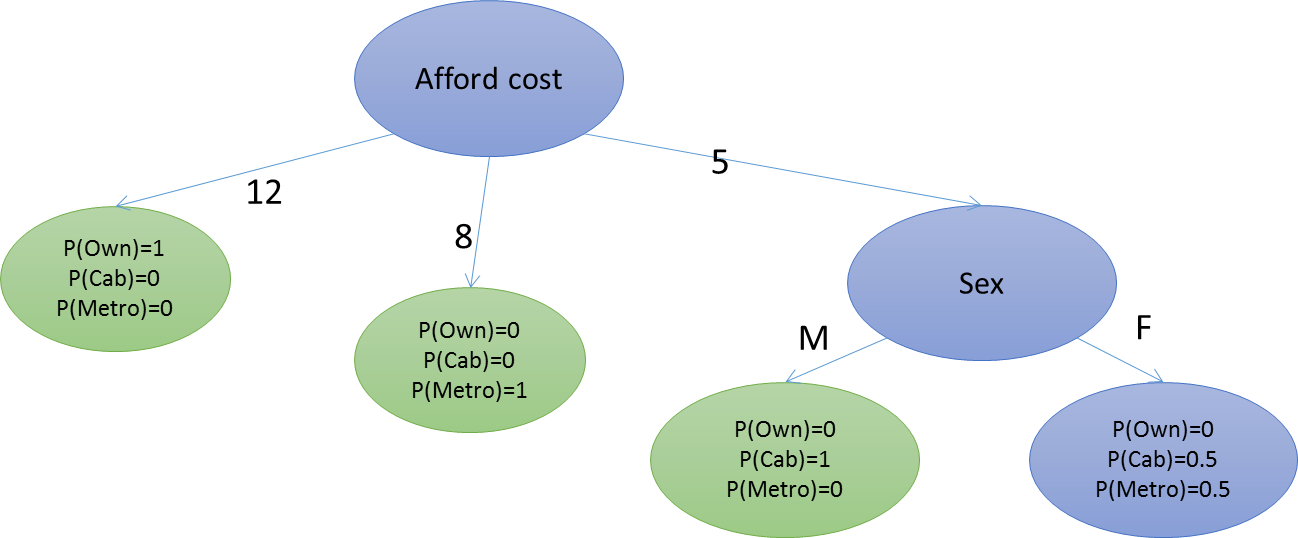 Afford cost
12
8
5
P(Own)=1
P(Cab)=0
P(Metro)=0
P(Own)=0
P(Cab)=0
P(Metro)=1
Sex
M
F
P(Own)=0
P(Cab)=1
P(Metro)=0
P(Own)=0
P(Cab)=0.5
P(Metro)=0.5